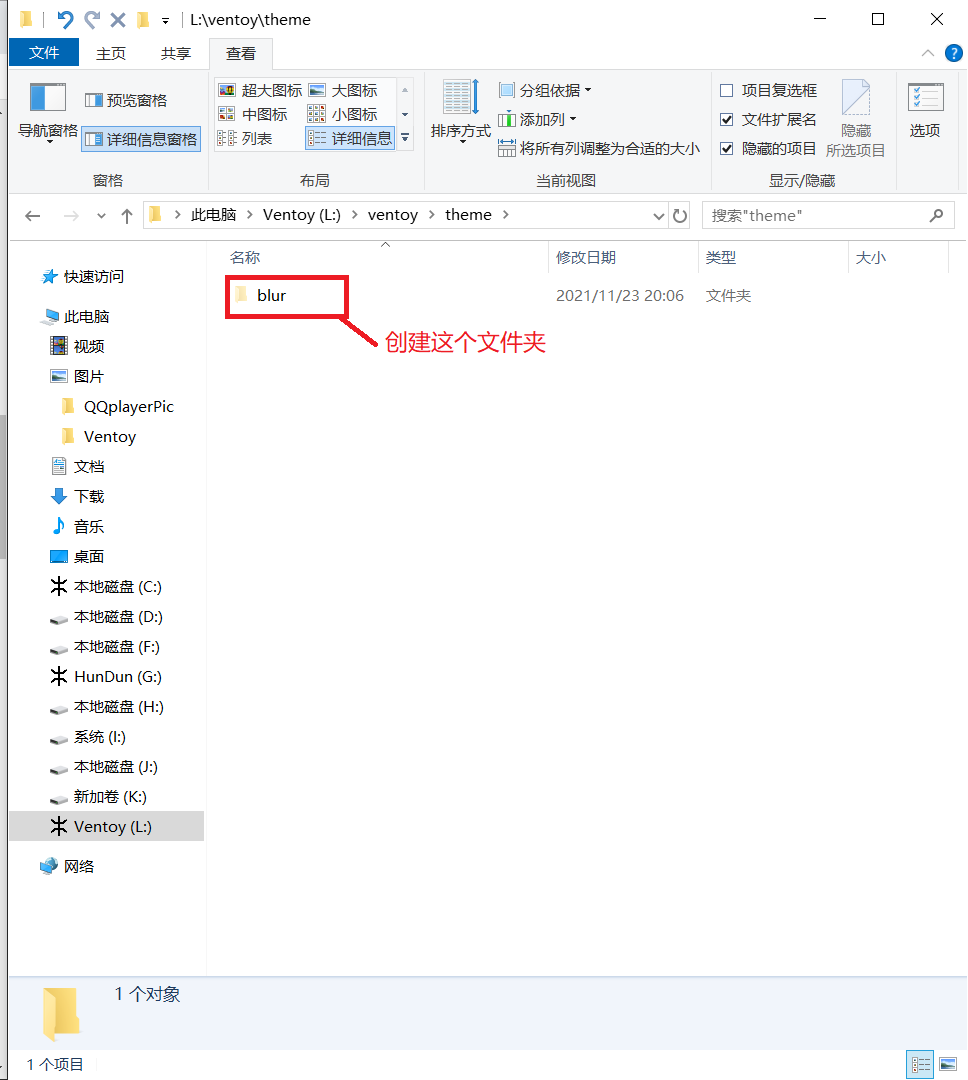 L:\ventoy\theme
文件 主页 共享 查看
导航窗格
预览窗格
详细信息窗格
窗格
超大图标 大图标
中图标 小图标
列表 详细信息
布局
排序方式
分组依据
添加列
将所有列调整为合适的大小
当前视图
项目复选框
文件扩展名
隐藏的项目
隐藏
所选项目
显示/隐藏
选项
此电脑 Ventoy (L:) ventoy theme
搜索"theme"
名称 修改日期 类型 大小
blur 2021/11/23 20:06 文件夹
创建这个文件夹
快速访问
此电脑
视频
图片
QQplayerPic
Ventoy
文档
下载
音乐
桌面
本地磁盘 (C:)
本地磁盘 (D:)
本地磁盘 (F:)
HunDun (G:)
本地磁盘 (H:)
系统 (I:)
本地磁盘 (J:)
新加卷 (K:)
Ventoy (L:)
网络
1 个对象
1 个项目